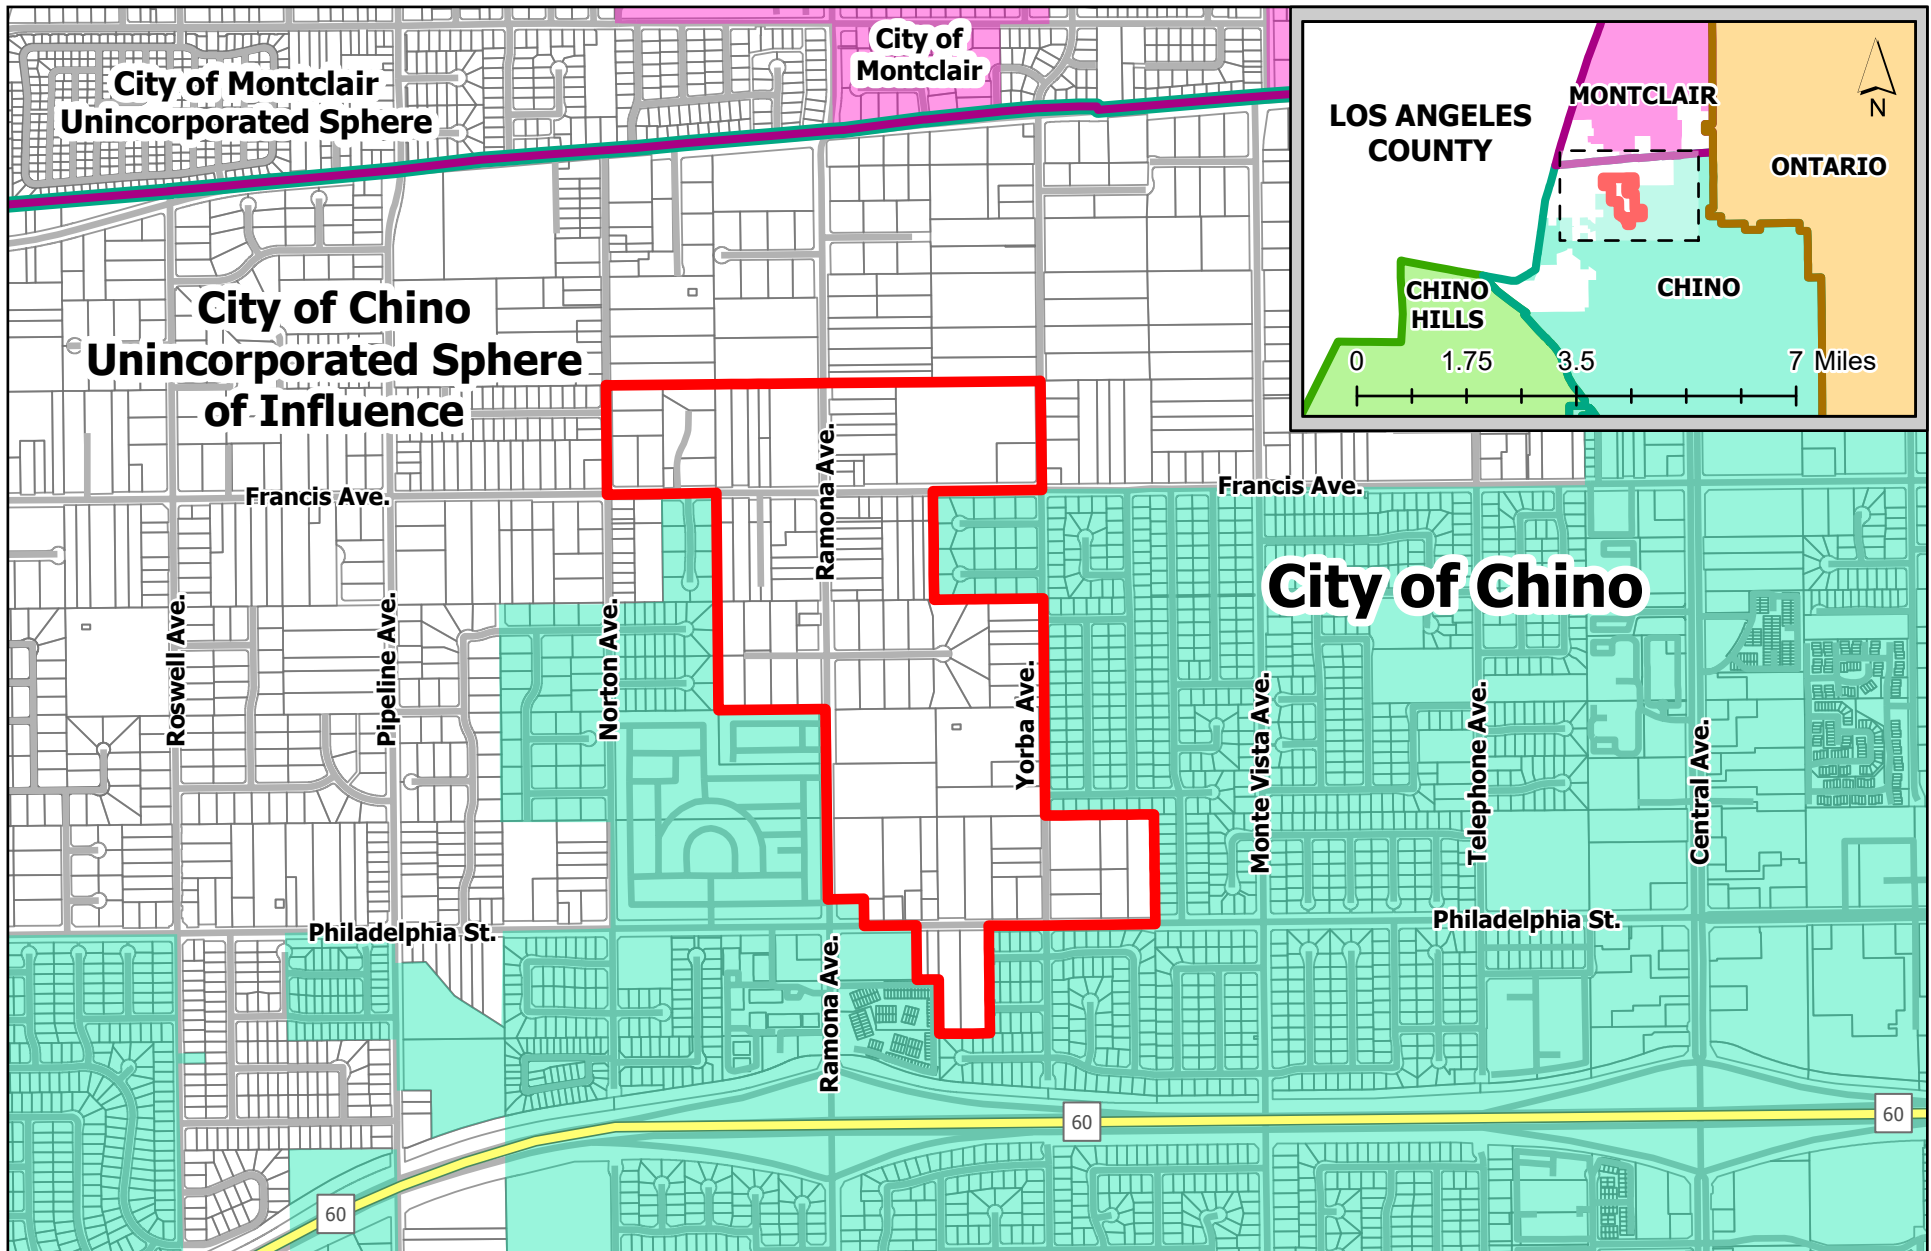 City of Montclair
Unincorporated Sphere
City of
Montclair
LOS ANGELES
COUNTY
MONTCLAIR
N
ONTARIO
CHINO
HILLS
CHINO
0 1.75 3.5 7 Miles
City of Chino
Unincorporated Sphere
of Influence
Francis Ave.
Ramona Ave.
Francis Ave.
City of Chino
Roswell Ave.
Pipeline Ave.
Norton Ave.
Yorba Ave.
Monte Vista Ave.
Telephone Ave.
Central Ave.
Philadelphia St.
Philadelphia St.
Ramona Ave.
60
60
60